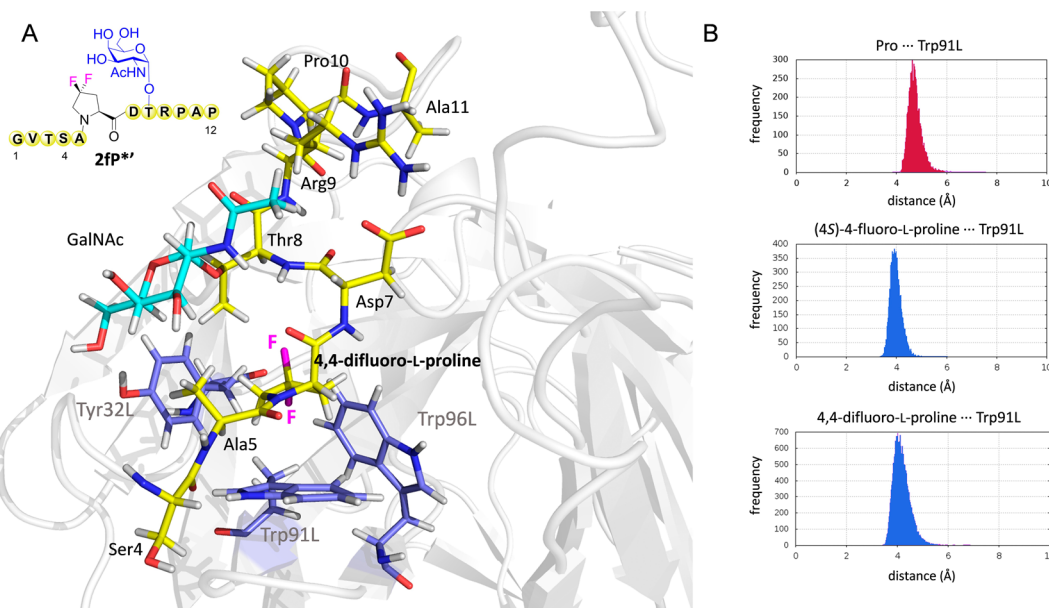 A
HO OH
HO O
AcHN
O
F F
N
O
D T R P A P
12
G V T S A
1 4
2fP*’
Pro10
Ala11
Arg9
GalNAc
Thr8
Asp7
F
4,4-difluoro-L-proline
F
Tyr32L
Trp96L
Ala5
Trp91L
Ser4
B
Pro ··· Trp91L
frequency
300
250
200
150
100
50
0
0 2 4 6 8 10
distance (Å)
(4S)-4-fluoro-L-proline ··· Trp91L
frequency
400
350
300
250
200
150
100
50
0
0 2 4 6 8 10
distance (Å)
4,4-difluoro-L-proline ··· Trp91L
frequency
700
600
500
400
300
200
100
0
0 2 4 6 8 1
distance (Å)